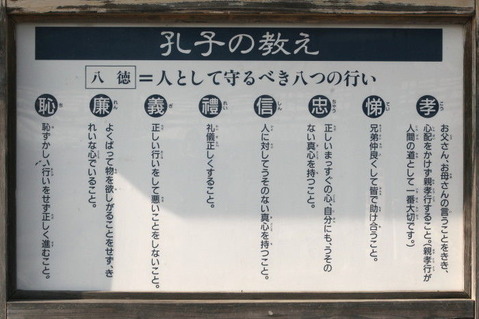 孔子の教え
八徳＝人として守るべき八つの行い
孝
お父さん、お母さんの言うことをきき、
心配をかけず親孝行すること。(親孝行が
人間の道として一番大切です。)
悌
兄弟仲良くして皆で助け合うこと。
忠
正しいまっすぐの心、自分にも、うその
ない真心を持つこと。
信
人に対してうそのない真心を持つこと。
禮
礼儀正しくすること。
義
正しい行いをして悪いことをしないこと。
廉
よくばって物を欲しがることをせず、き
れいな心でいること。
恥
恥ずかしい行いをせず正しく進むこと。